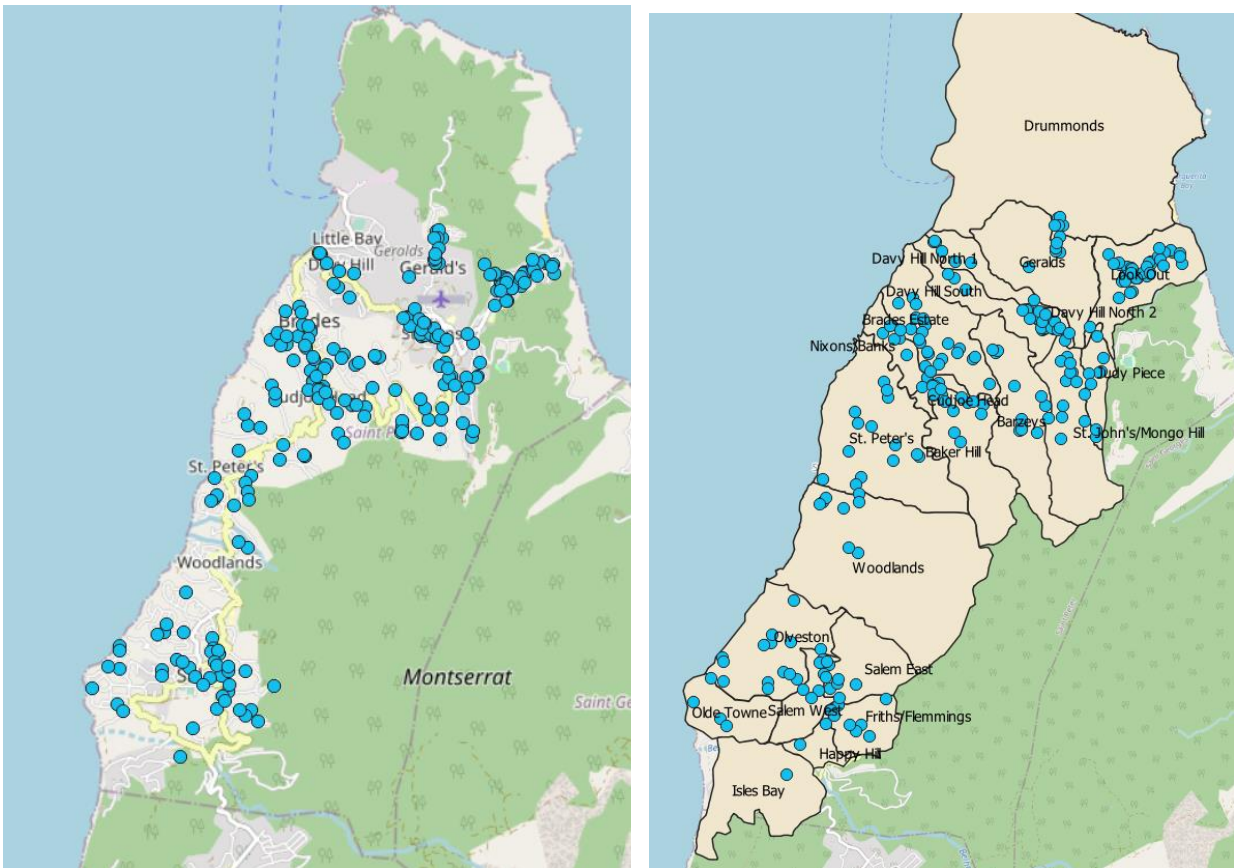 Little Bay
Geralds
Gerald's
Brades
Saint P
St. Peter's
Woodlands
Montserrat
Saint Ge
Drummonds
Davy Hill North 1
Geralds
Look Out
Davy Hill South
Davy Hill North 2
Brades Estate
Nixons/Banks
Judy Piece
Cudjoe Head
Barzeys
St. John's/Mongo Hill
St. Peter's
Baker Hill
Woodlands
Olveston
Salem East
Olde Towne
Salem West
Friths/Flemmings
Happy Hill
Isles Bay